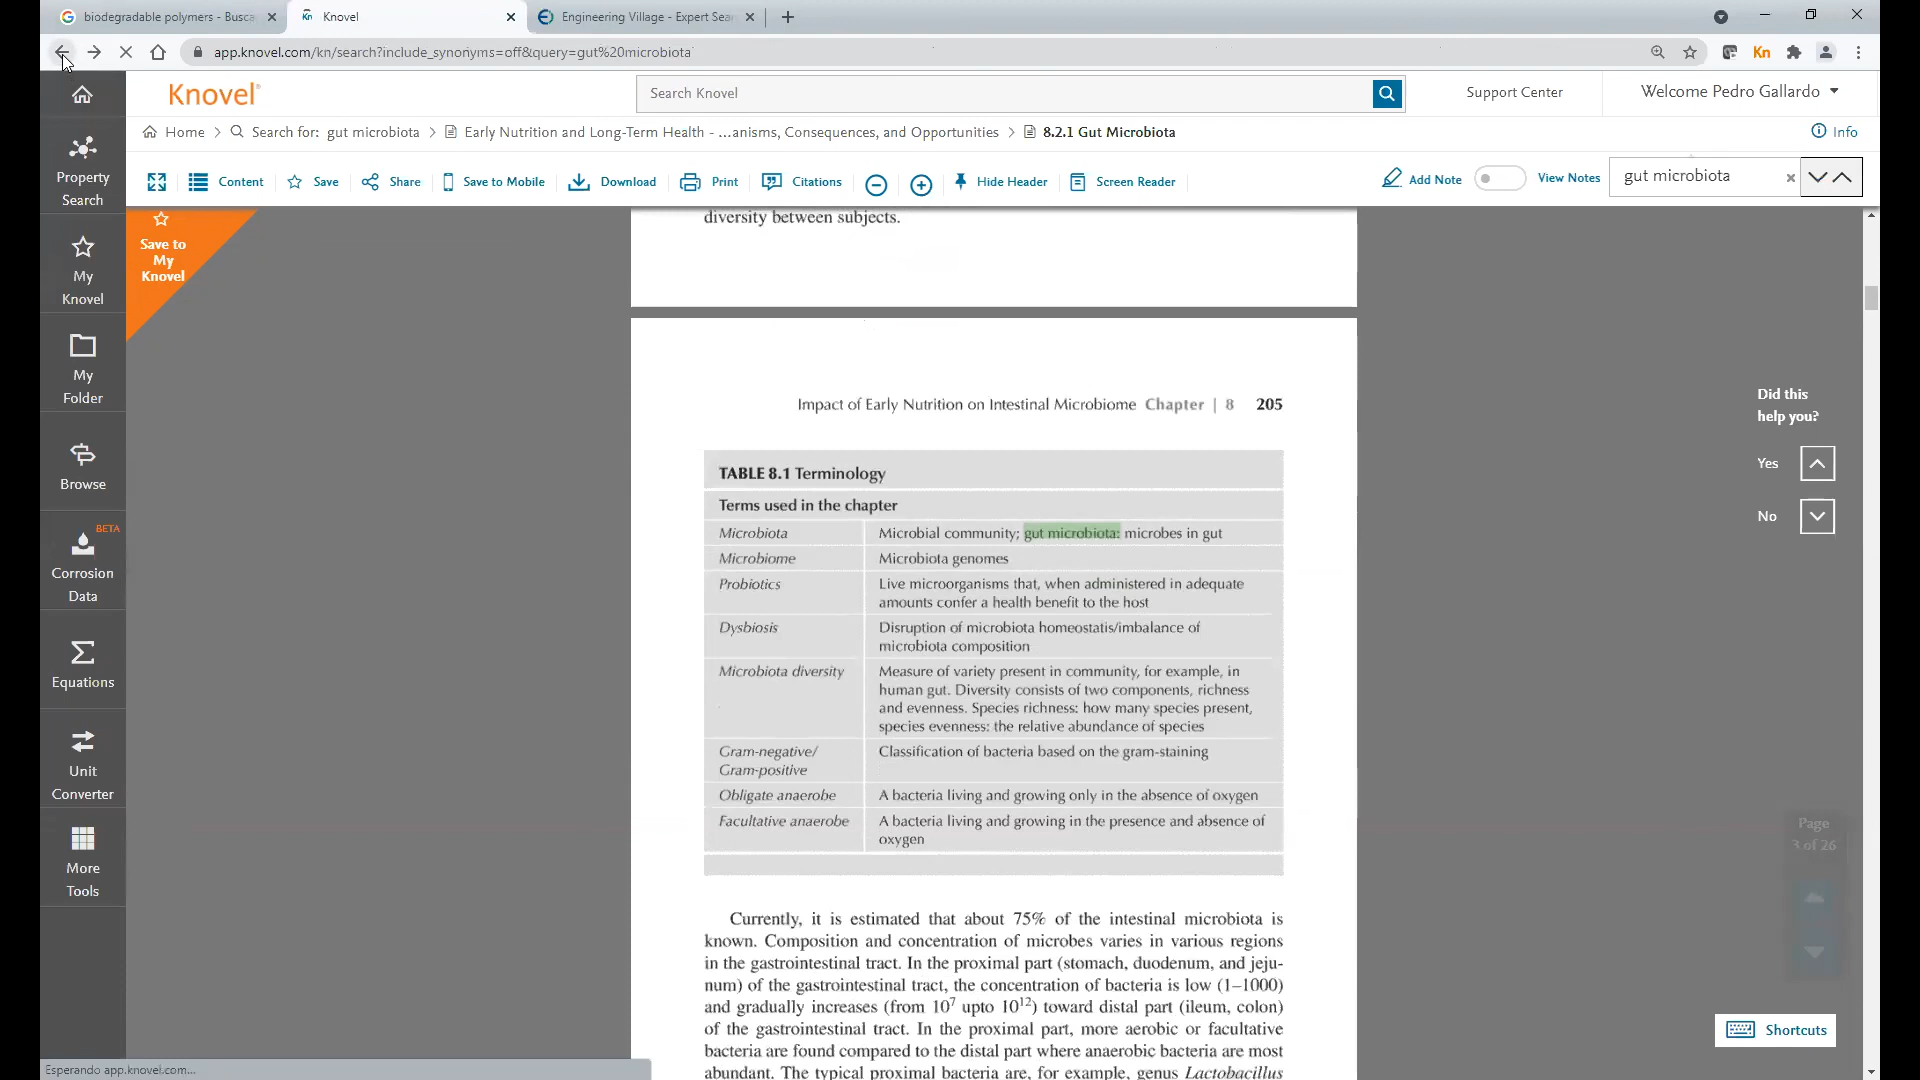 biodegradable polymers - Busca
Knovel
Engineering Village - Expert Sear
app.knovel.com/kn/search?include_synonyms=off&query=gut%20microbiota
Kn
Knovel
Search Knovel
Support Center
Welcome Pedro Gallardo
Home
Search for: gut microbiota
Early Nutrition and Long-Term Health - ...anisms, Consequences, and Opportunities
8.2.1 Gut Microbiota
Info
Content
Save
Share
Save to Mobile
Download
Print
Citations
Hide Header
Screen Reader
Add Note
View Notes
gut microbiota
Property
Search
My
Knovel
My
Folder
Browse
BETA
Corrosion
Data
Equations
Unit
Converter
More
Tools
Save to
My
Knovel
diversity between subjects.
Impact of Early Nutrition on Intestinal Microbiome Chapter | 8 205
TABLE 8.1 Terminology
Terms used in the chapter
Microbiota Microbial community; gut microbiota: microbes in gut
Microbiome Microbiota genomes
Probiotics Live microorganisms that, when administered in adequate
amounts confer a health benefit to the host
Dysbiosis Disruption of microbiota homeostatis/imbalance of
microbiota composition
Microbiota diversity Measure of variety present in community, for example, in
human gut. Diversity consists of two components, richness
and evenness. Species richness: how many species present,
species evenness: the relative abundance of species
Gram-negative/ Classification of bacteria based on the gram-staining
Gram-positive
Obligate anaerobe A bacteria living and growing only in the absence of oxygen
Facultative anaerobe A bacteria living and growing in the presence and absence of
oxygen
Currently, it is estimated that about 75% of the intestinal microbiota is
known. Composition and concentration of microbes varies in various regions
in the gastrointestinal tract. In the proximal part (stomach, duodenum, and jeju-
num) of the gastrointestinal tract, the concentration of bacteria is low (1–1000)
and gradually increases (from 10⁷ upto 10¹²) toward distal part (ileum, colon)
of the gastrointestinal tract. In the proximal part, more aerobic or facultative
bacteria are found compared to the distal part where anaerobic bacteria are most
abundant. The typical proximal bacteria are, for example, genus Lactobacillus
Did this
help you?
Yes
No
Page
3 of 26
Shortcuts
Esperando app.knovel.com...